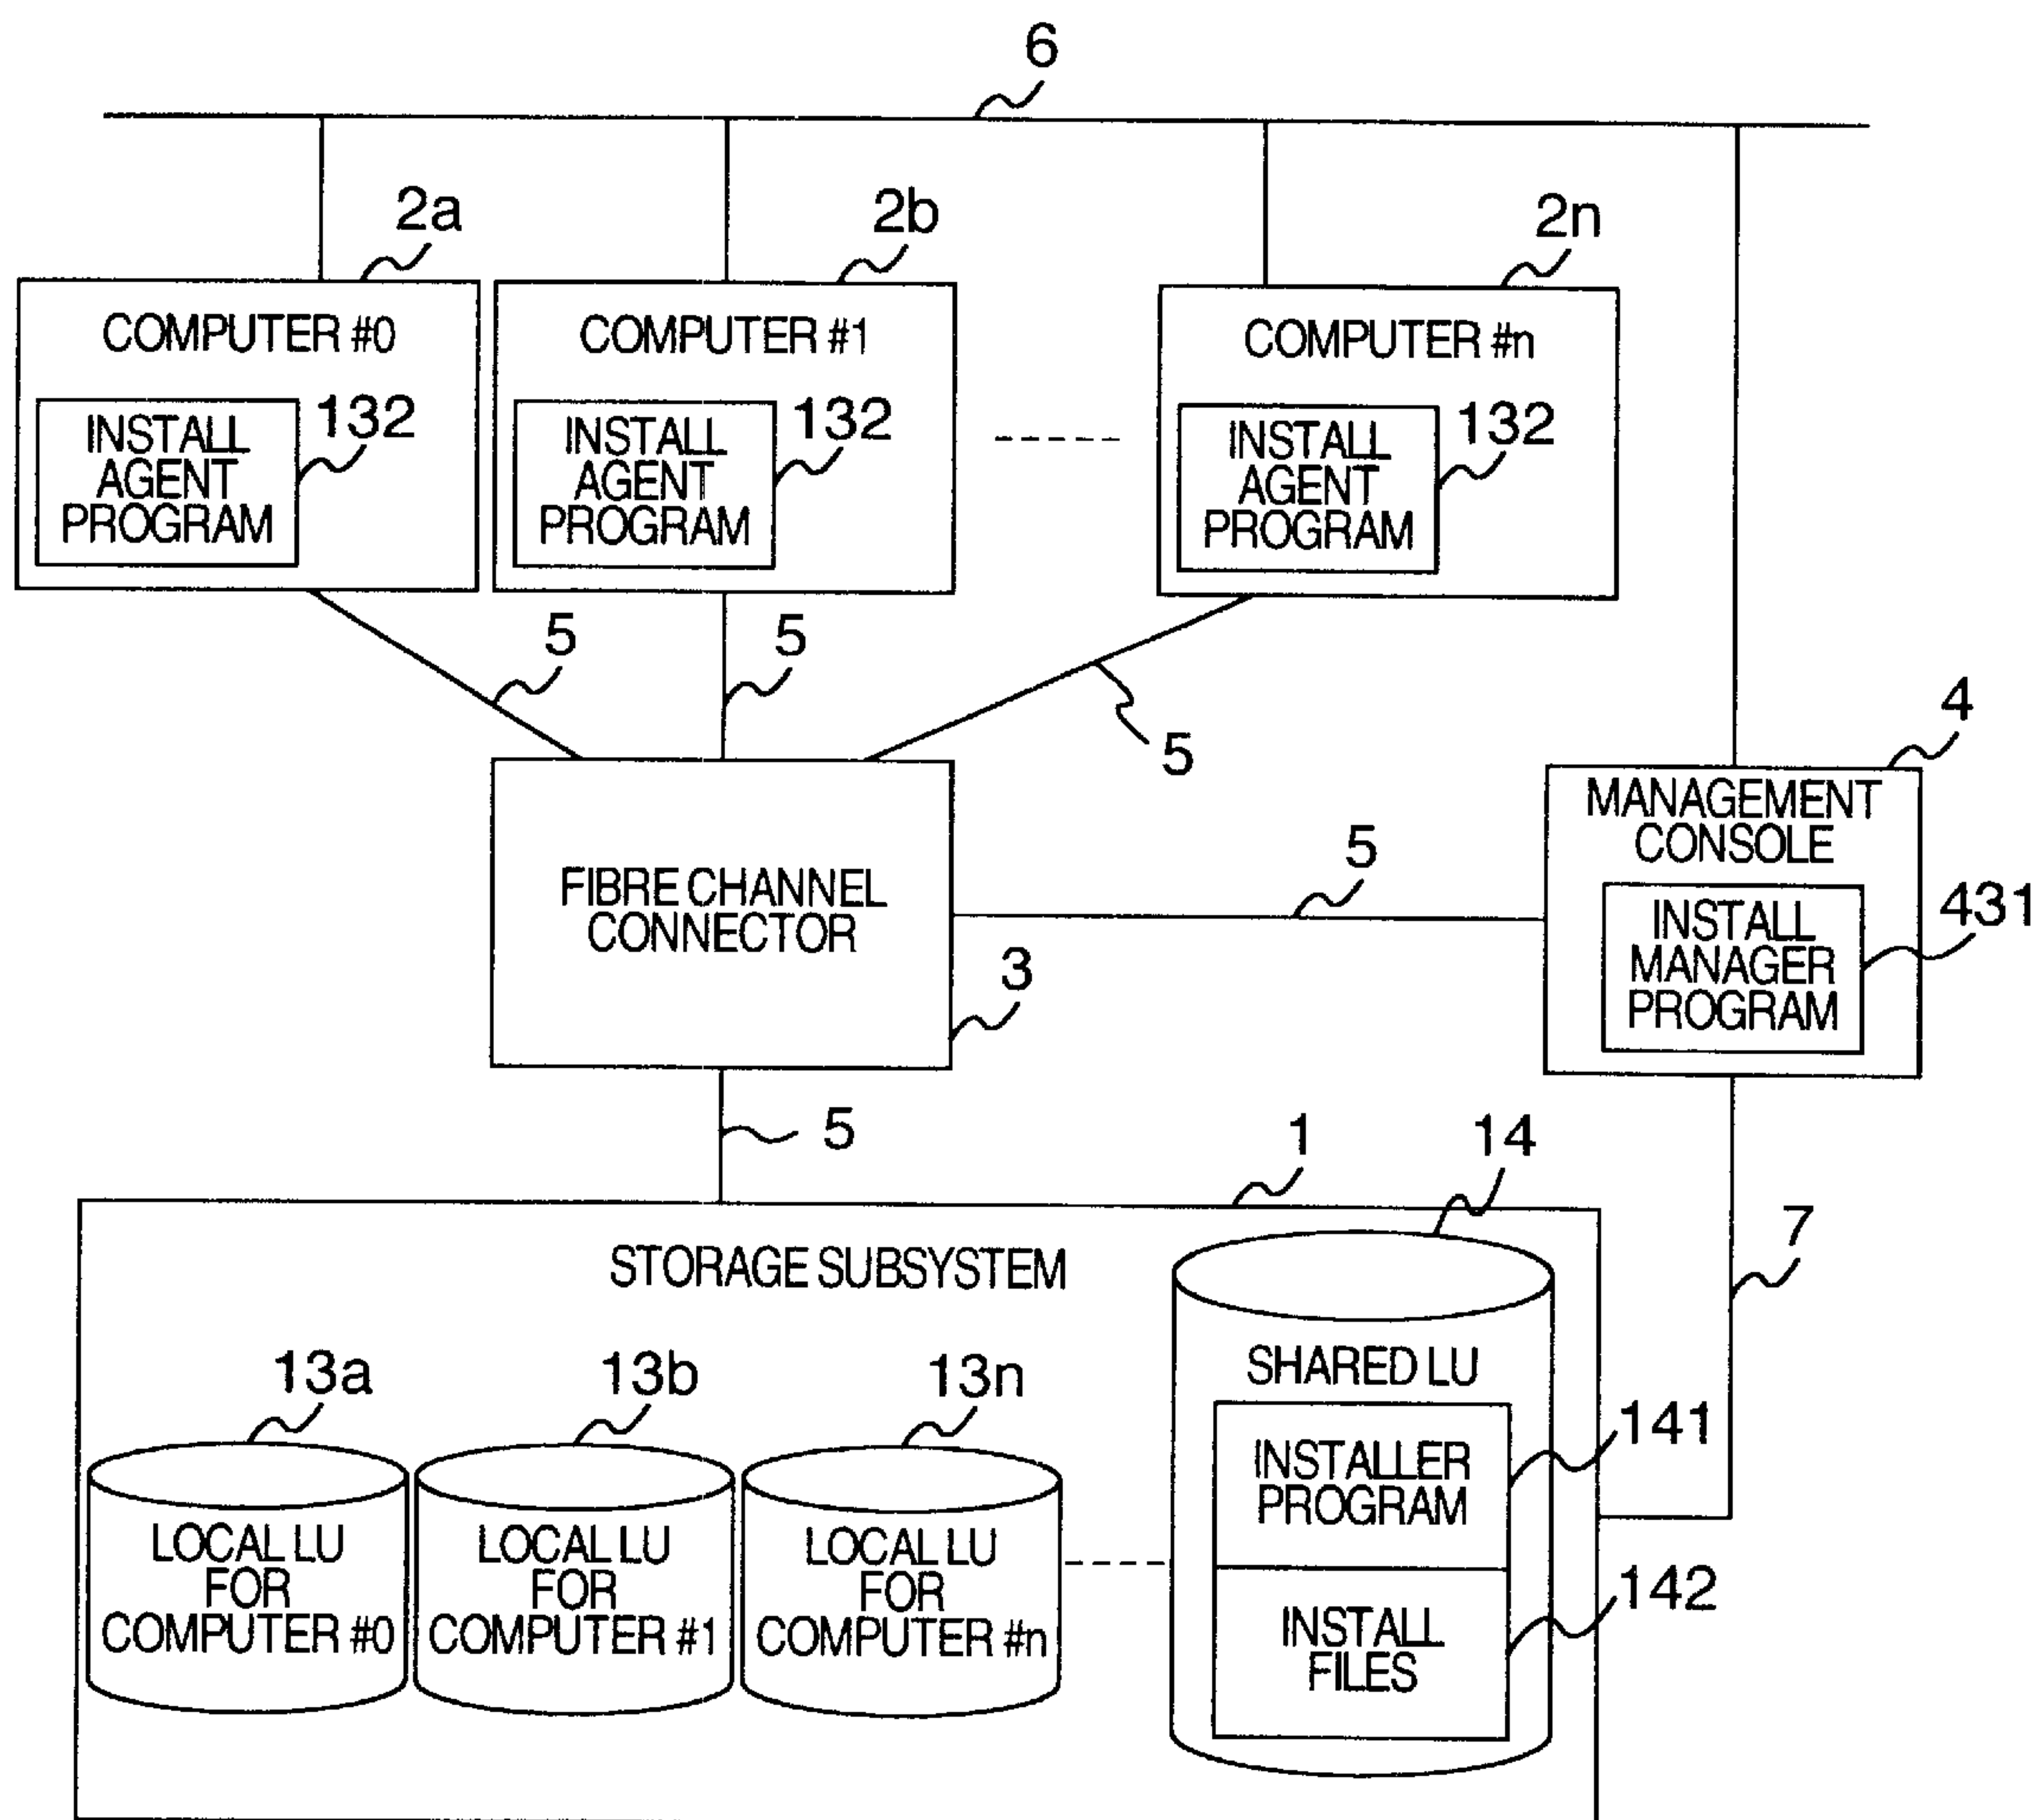 6
2a
2b
2n
COMPUTER #0
COMPUTER #1
COMPUTER #n
INSTALL
AGENT
PROGRAM
132
INSTALL
AGENT
PROGRAM
132
INSTALL
AGENT
PROGRAM
132
5
5
5
4
MANAGEMENT
CONSOLE
INSTALL
MANAGER
PROGRAM
431
5
FIBRE CHANNEL
CONNECTOR
3
5
1
14
7
STORAGE SUBSYSTEM
13a
13b
13n
SHARED LU
LOCAL LU
FOR
COMPUTER #0
LOCAL LU
FOR
COMPUTER #1
LOCAL LU
FOR
COMPUTER #n
INSTALLER
PROGRAM
141
INSTALL
FILES
142